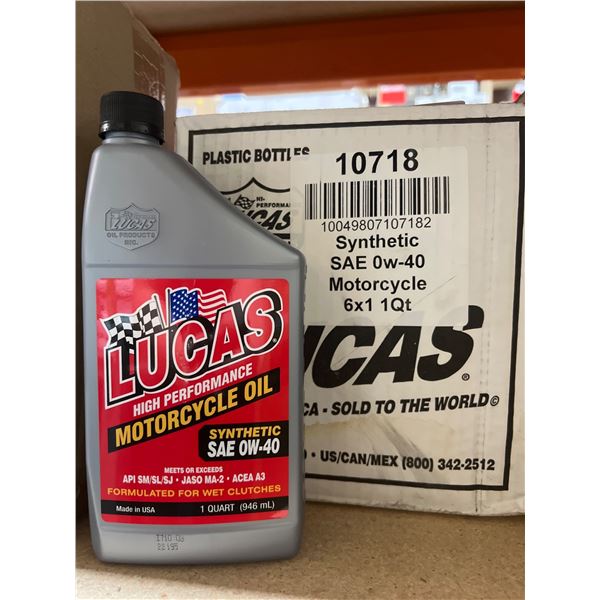 LUCAS
OIL PRODUCTS
INC.
LUCAS
HIGH PERFORMANCE
MOTORCYCLE OIL
SYNTHETIC
SAE 0W-40
MEETS OR EXCEEDS
API SM/SL/SJ · JASO MA-2 · ACEA A3
FORMULATED FOR WET CLUTCHES
Made in USA
1 QUART (946 mL)
PLASTIC BOTTLES
HI-
PERFORMANCE
LUCAS
10718
10049807107182
Synthetic
SAE 0w-40
Motorcycle
6x1 1Qt
UCAS®
CA - SOLD TO THE WORLD©
• US/CAN/MEX (800) 342-2512